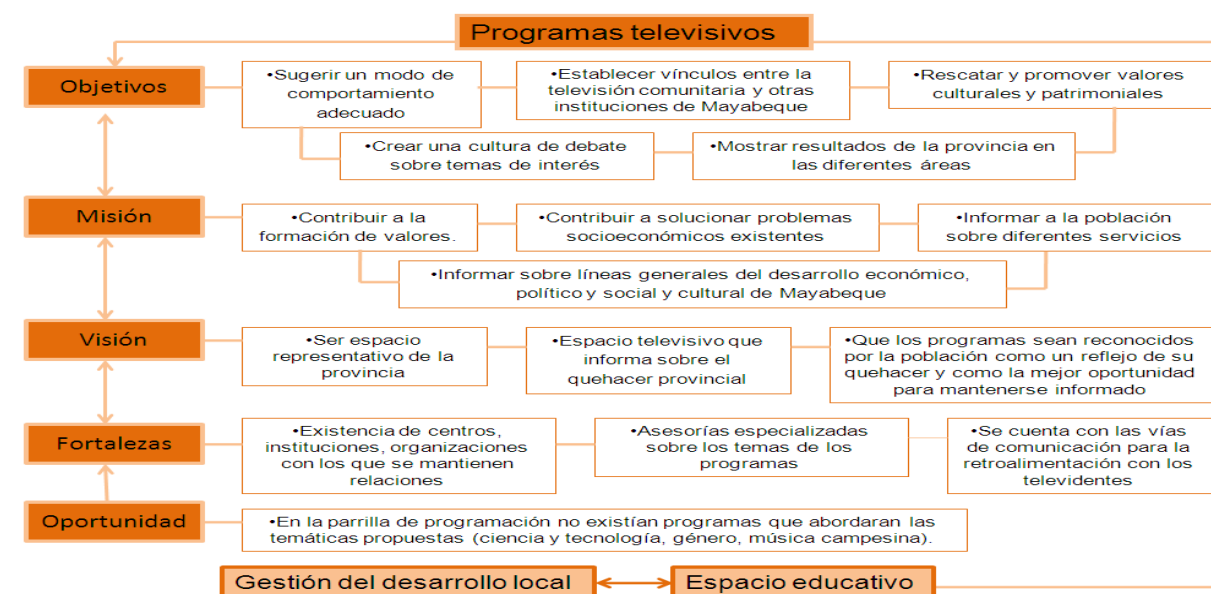 Programas televisivos
Objetivos
•Sugerir un modo de
comportamiento
adecuado
•Establecer vínculos entre la
televisión comunitaria y otras
instituciones de Mayabeque
•Rescatar y promover valores
culturales y patrimoniales
•Crear una cultura de debate
sobre temas de interés
•Mostrar resultados de la provincia en
las diferentes áreas
Misión
•Contribuir a la
formación de valores.
•Contribuir a solucionar problemas
socioeconómicos existentes
•Informar a la población
sobre diferentes servicios
•Informar sobre líneas generales del desarrollo económico,
político y social y cultural de Mayabeque
Visión
•Ser espacio
representativo de la
provincia
•Espacio televisivo que
informa sobre el
quehacer provincial
•Que los programas sean reconocidos
por la población como un reflejo de su
quehacer y como la mejor oportunidad
para mantenerse informado
Fortalezas
•Existencia de centros,
instituciones, organizaciones
con los que se mantienen
relaciones
•Asesorías especializadas
sobre los temas de los
programas
•Se cuenta con las vías
de comunicación para la
retroalimentación con los
televidentes
Oportunidad
•En la parrilla de programación no existían programas que abordaran las
temáticas propuestas (ciencia y tecnología, género, música campesina).
Gestión del desarrollo local
Espacio educativo